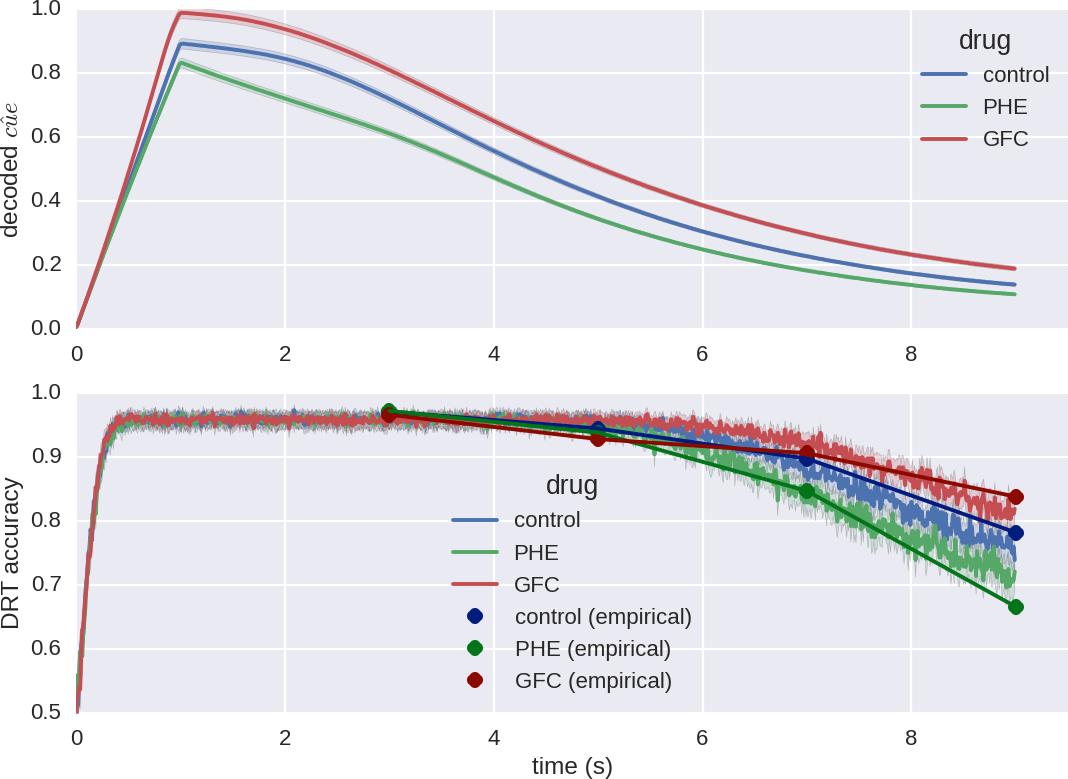 1.0
0.8
0.6
0.4
0.2
0.0
decoded ĉue
0 2 4 6 8
drug
control
PHE
GFC
1.0
0.9
0.8
0.7
0.6
0.5
DRT accuracy
0 2 4 6 8
drug
control
PHE
GFC
control (empirical)
PHE (empirical)
GFC (empirical)
time (s)